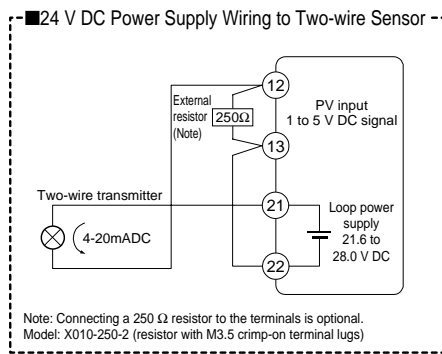 ■24 V DC Power Supply Wiring to Two-wire Sensor
12
External
resistor
(Note)
250Ω
PV input
1 to 5 V DC signal
13
Two-wire transmitter
21
4-20mADC
Loop power
supply
21.6 to
28.0 V DC
22
Note: Connecting a 250 Ω resistor to the terminals is optional.
Model: X010-250-2 (resistor with M3.5 crimp-on terminal lugs)